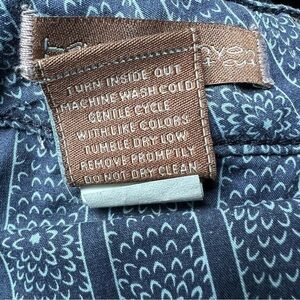 TURN INSIDE OUT
MACHINE WASH COLD
GENTLE CYCLE
WITH LIKE COLORS
TUMBLE DRY LOW
REMOVE PROMPTLY
DO NOT DRY CLEAN